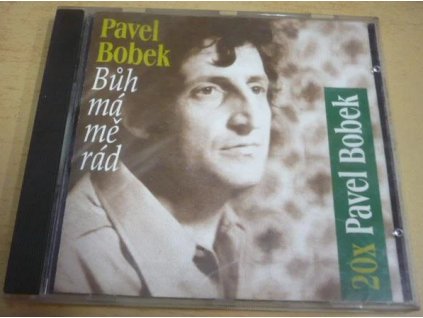 Pavel
Bobek
Bůh
má
mě
rád
20x Pavel Bobek